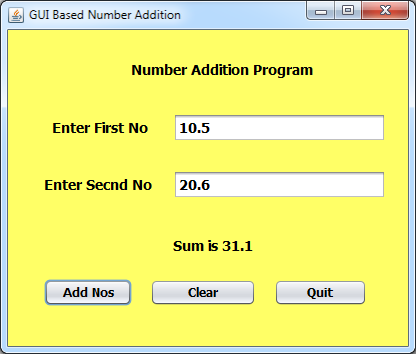 GUI Based Number Addition
Number Addition Program
Enter First No 10.5
Enter Secnd No 20.6
Sum is 31.1
Add Nos Clear Quit